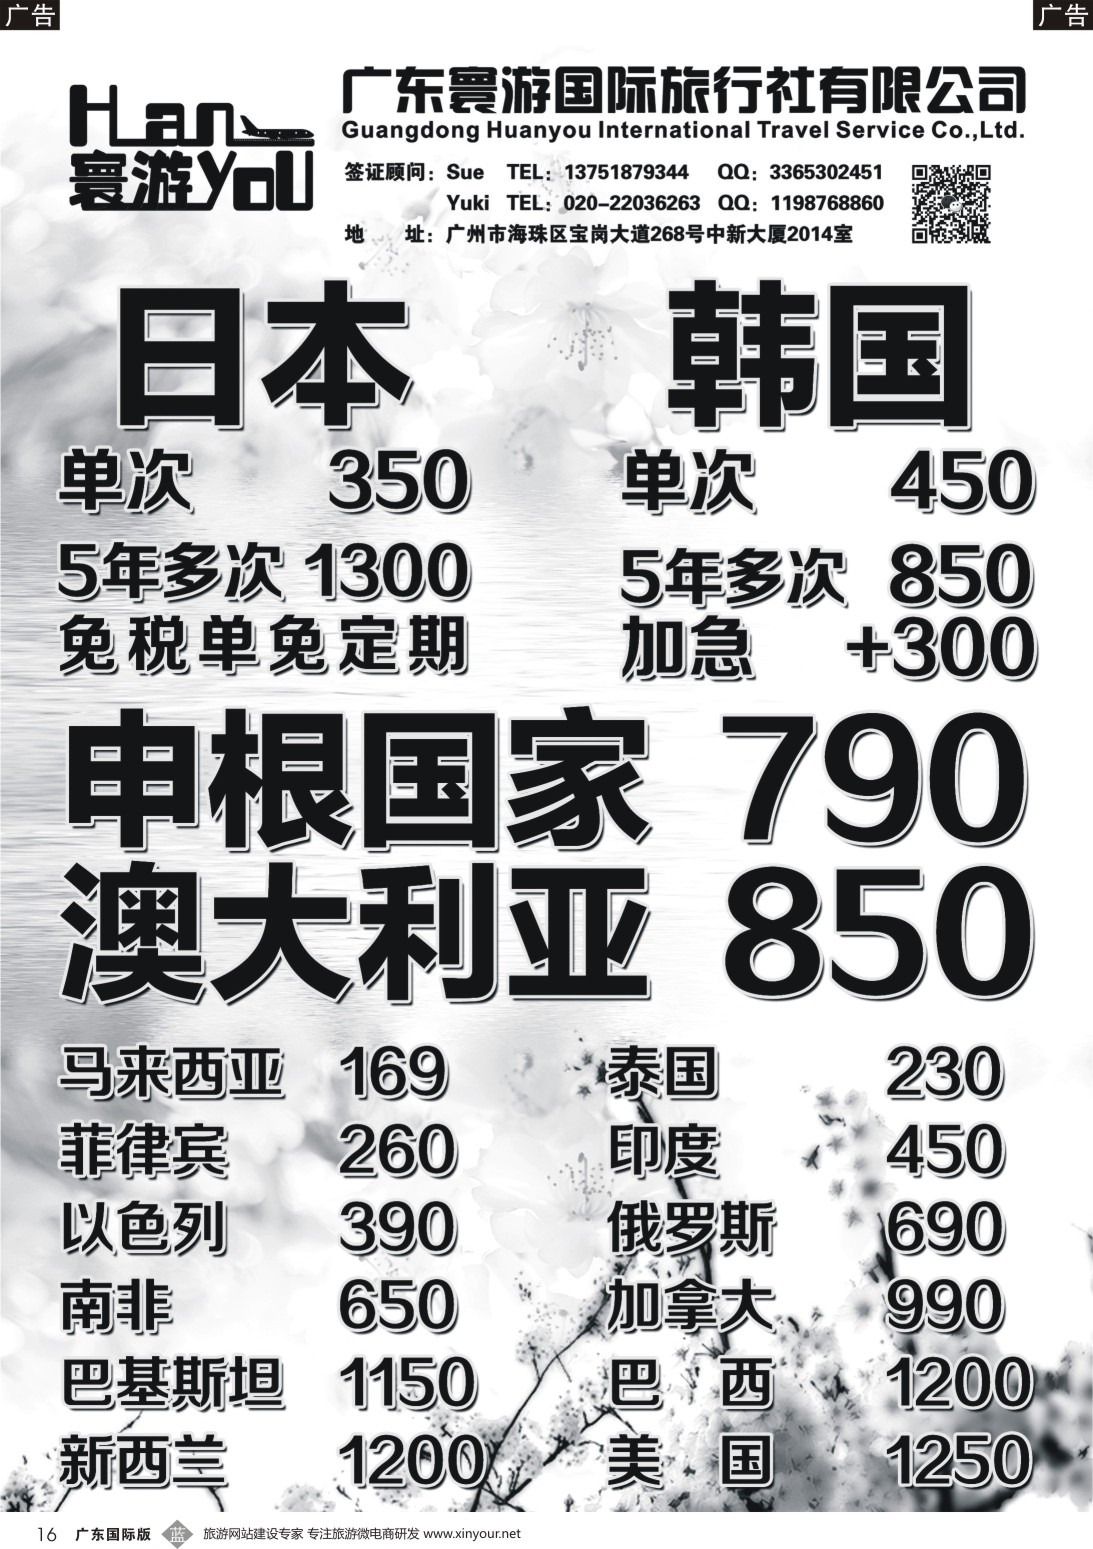 广告
广告
Han
寰游you
广东寰游国际旅行社有限公司
Guangdong Huanyou International Travel Service Co.,Ltd.
签证顾问：Sue TEL：13751879344 QQ：3365302451
Yuki TEL：020-22036263 QQ：1198768860
地 址：广州市海珠区宝岗大道268号中新大厦2014室
日本 韩国
单次 350 单次 450
5年多次 1300 5年多次 850
免税单免定期 加急 +300
申根国家 790
澳大利亚 850
马来西亚 169 泰国 230
菲律宾 260 印度 450
以色列 390 俄罗斯 690
南非 650 加拿大 990
巴基斯坦 1150 巴 西 1200
新西兰 1200 美 国 1250
16 广东国际版 蓝 旅游网站建设专家 专注旅游微电商研发 www.xinyour.net